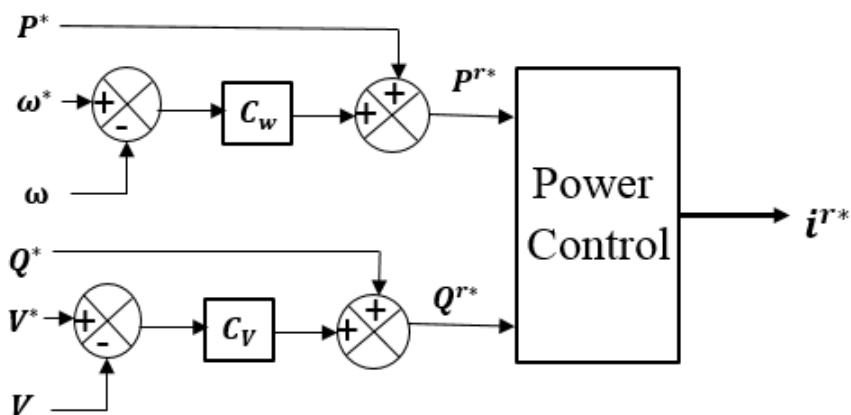 P*
ω*
+
-
C_w
+
+
P^{r*}
ω
Power
Control
i^{r*}
Q*
V*
+
-
C_V
+
+
Q^{r*}
V